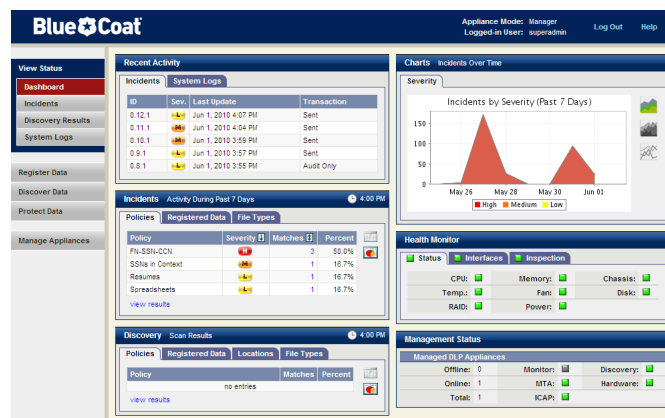 Blue Coat
Appliance Mode: Manager
Logged-in User: superadmin
Log Out
Help
View Status
Dashboard
Incidents
Discovery Results
System Logs
Register Data
Discover Data
Protect Data
Manage Appliances
Recent Activity
Incidents System Logs
ID Sev. Last Update Transaction
0.12.1 L Jun 1, 2010 4:07 PM Sent
0.11.1 M Jun 1, 2010 4:04 PM Sent
0.10.1 M Jun 1, 2010 3:59 PM Sent
0.9.1 L Jun 1, 2010 3:57 PM Sent
0.8.1 L Jun 1, 2010 3:55 PM Audit Only
Incidents Activity During Past 7 Days 4:00 PM
Policies Registered Data File Types
Policy Severity Matches Percent
FN-SSN-CCN H 3 50.0%
SSNs in Context M 1 16.7%
Resumes L 1 16.7%
Spreadsheets L 1 16.7%
view results
Discovery Scan Results 4:00 PM
Policies Registered Data Locations File Types
Policy Matches Percent
no entries
view results
Charts Incidents Over Time
Severity
Incidents by Severity (Past 7 Days)
150
100
50
0
May 26 May 28 May 30 Jun 01
High Medium Low
Health Monitor
Status Interfaces Inspection
CPU: Memory: Chassis:
Temp.: Fan: Disk:
RAID: Power:
Management Status
Managed DLP Appliances
Offline: 0 Monitor: Discovery:
Online: 1 MTA: Hardware:
Total: 1 ICAP: